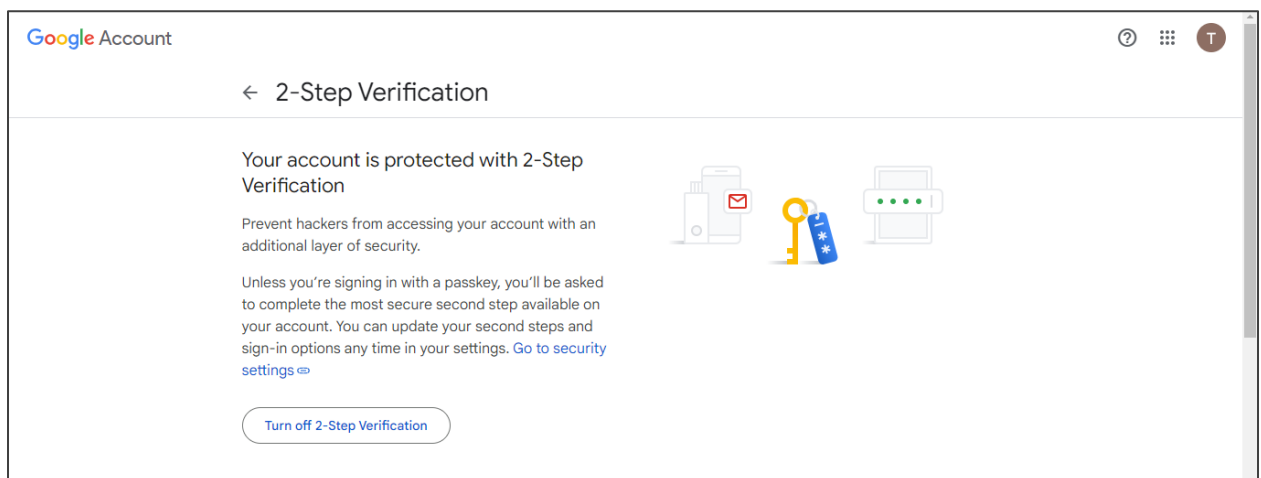 Google Account
T
2-Step Verification
Your account is protected with 2-Step
Verification
Prevent hackers from accessing your account with an
additional layer of security.
Unless you’re signing in with a passkey, you’ll be asked
to complete the most secure second step available on
your account. You can update your second steps and
sign-in options any time in your settings. Go to security
settings
Turn off 2-Step Verification